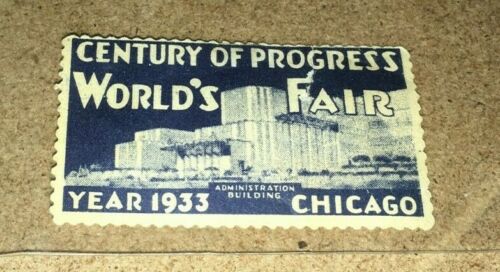 CENTURY OF PROGRESS
WORLD'S FAIR
ADMINISTRATION
BUILDING
YEAR 1933 CHICAGO